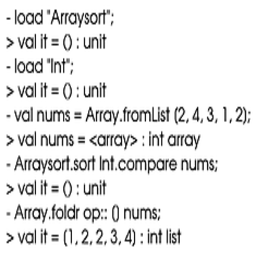 - load "Arraysort";
> val it = () : unit
- load "Int";
> val it = () : unit
- val nums = Array.fromList (2, 4, 3, 1, 2);
> val nums = <array> : int array
- Arraysort.sort Int.compare nums;
> val it = () : unit
- Array.foldr op:: () nums;
> val it = (1, 2, 2, 3, 4) : int list